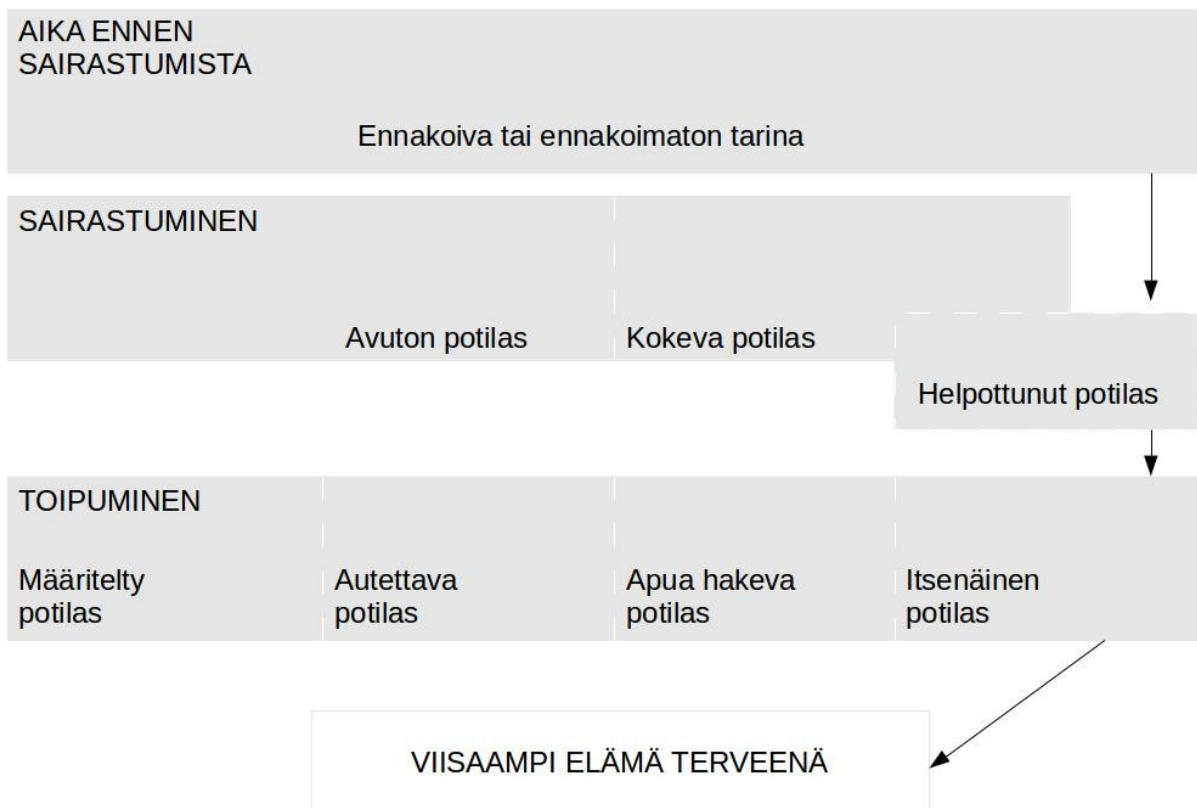 AIKA ENNEN
SAIRASTUMISTA
Ennakoiva tai ennakoimaton tarina
SAIRASTUMINEN
Avuton potilas
Kokeva potilas
Helpottunut potilas
TOIPUMINEN
Määritelty
potilas
Autettava
potilas
Apua hakeva
potilas
Itsenäinen
potilas
VIISAAMPI ELÄMÄ TERVEENÄ